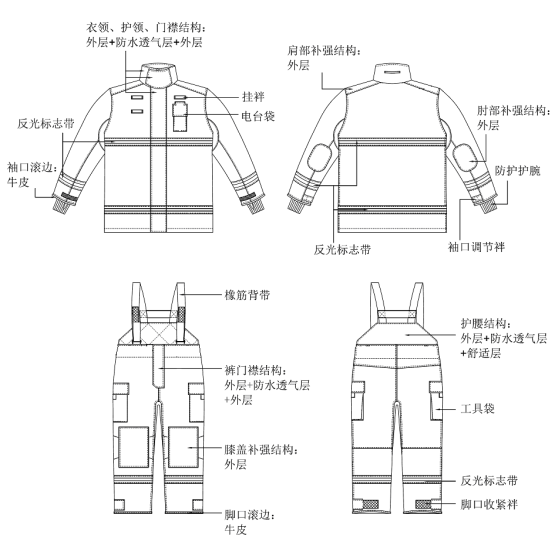 衣领、护领、门襟结构：
外层+防水透气层+外层
挂袢
电台袋
反光标志带
袖口滚边：
牛皮
肩部补强结构：
外层
肘部补强结构：
外层
防护护腕
袖口调节袢
反光标志带
橡筋背带
裤门襟结构：
外层+防水透气层
+外层
膝盖补强结构：
外层
脚口滚边：
牛皮
护腰结构：
外层+防水透气层
+舒适层
工具袋
反光标志带
脚口收紧袢